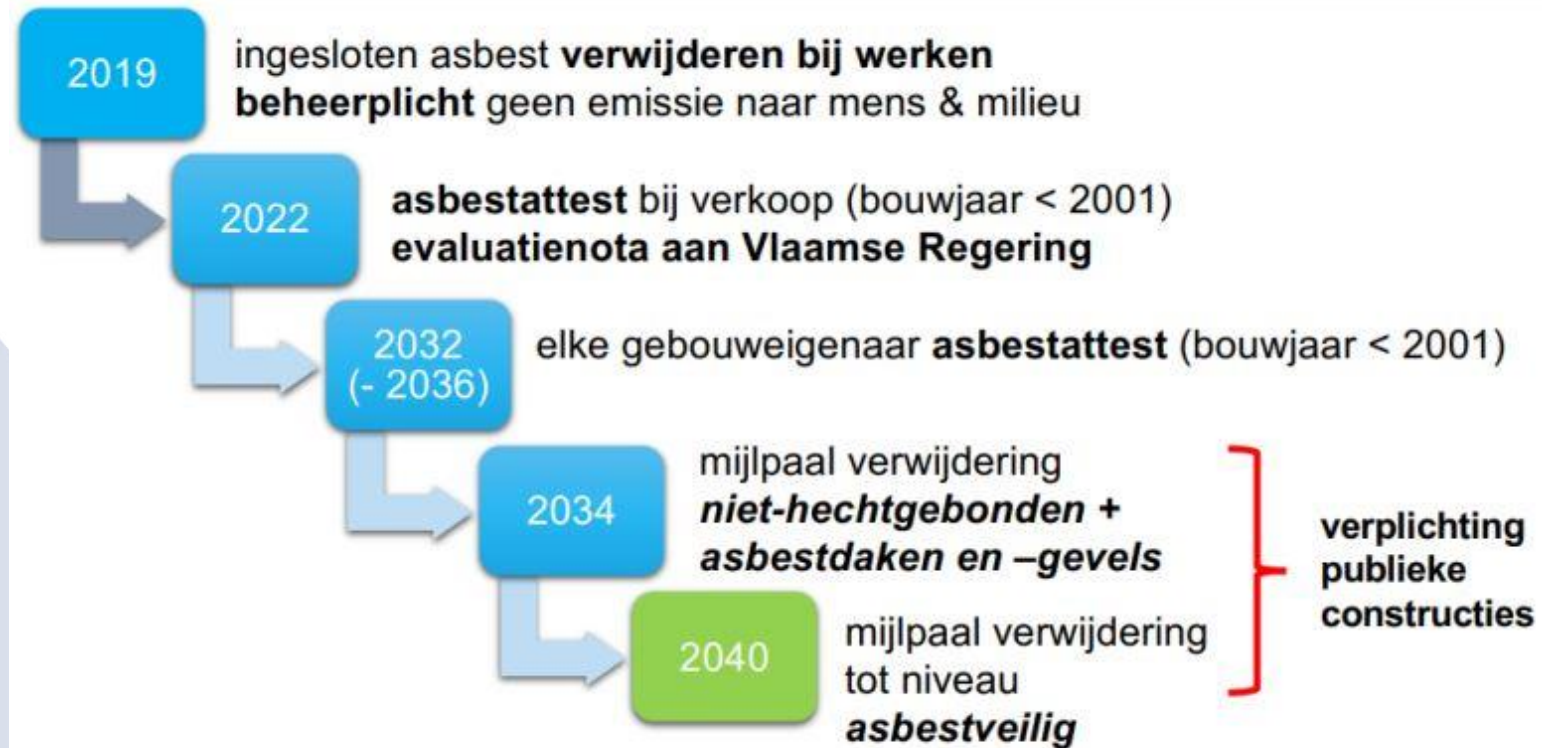 2019
ingesloten asbest verwijderen bij werken
beheerplicht geen emissie naar mens & milieu
2022
asbestattest bij verkoop (bouwjaar < 2001)
evaluatienota aan Vlaamse Regering
2032
(- 2036)
elke gebouweigenaar asbestattest (bouwjaar < 2001)
2034
mijlpaal verwijdering
niet-hechtgebonden +
asbestdaken en –gevels
2040
mijlpaal verwijdering
tot niveau
asbestveilig
verplichting
publieke
constructies